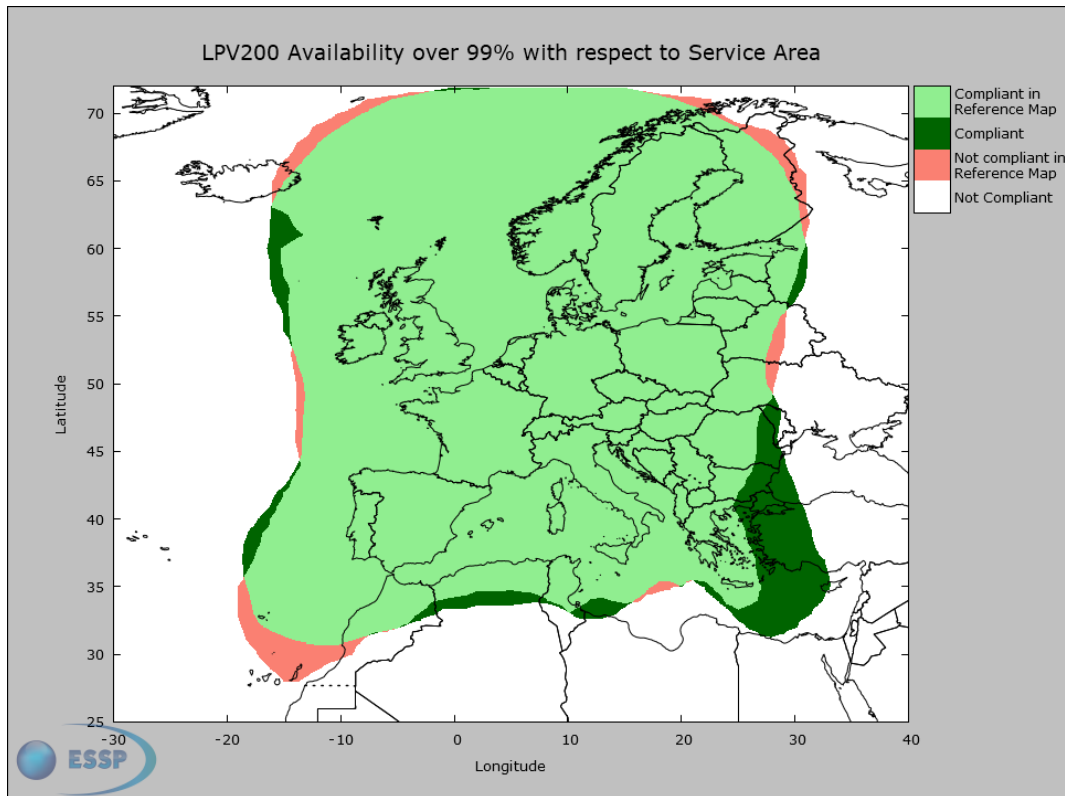 LPV200 Availability over 99% with respect to Service Area
Compliant in
Reference Map
Compliant
Not compliant in
Reference Map
Not Compliant
70
65
60
55
50
45
40
35
30
25
Latitude
-30
-20
-10
0
10
20
30
40
Longitude
ESSP